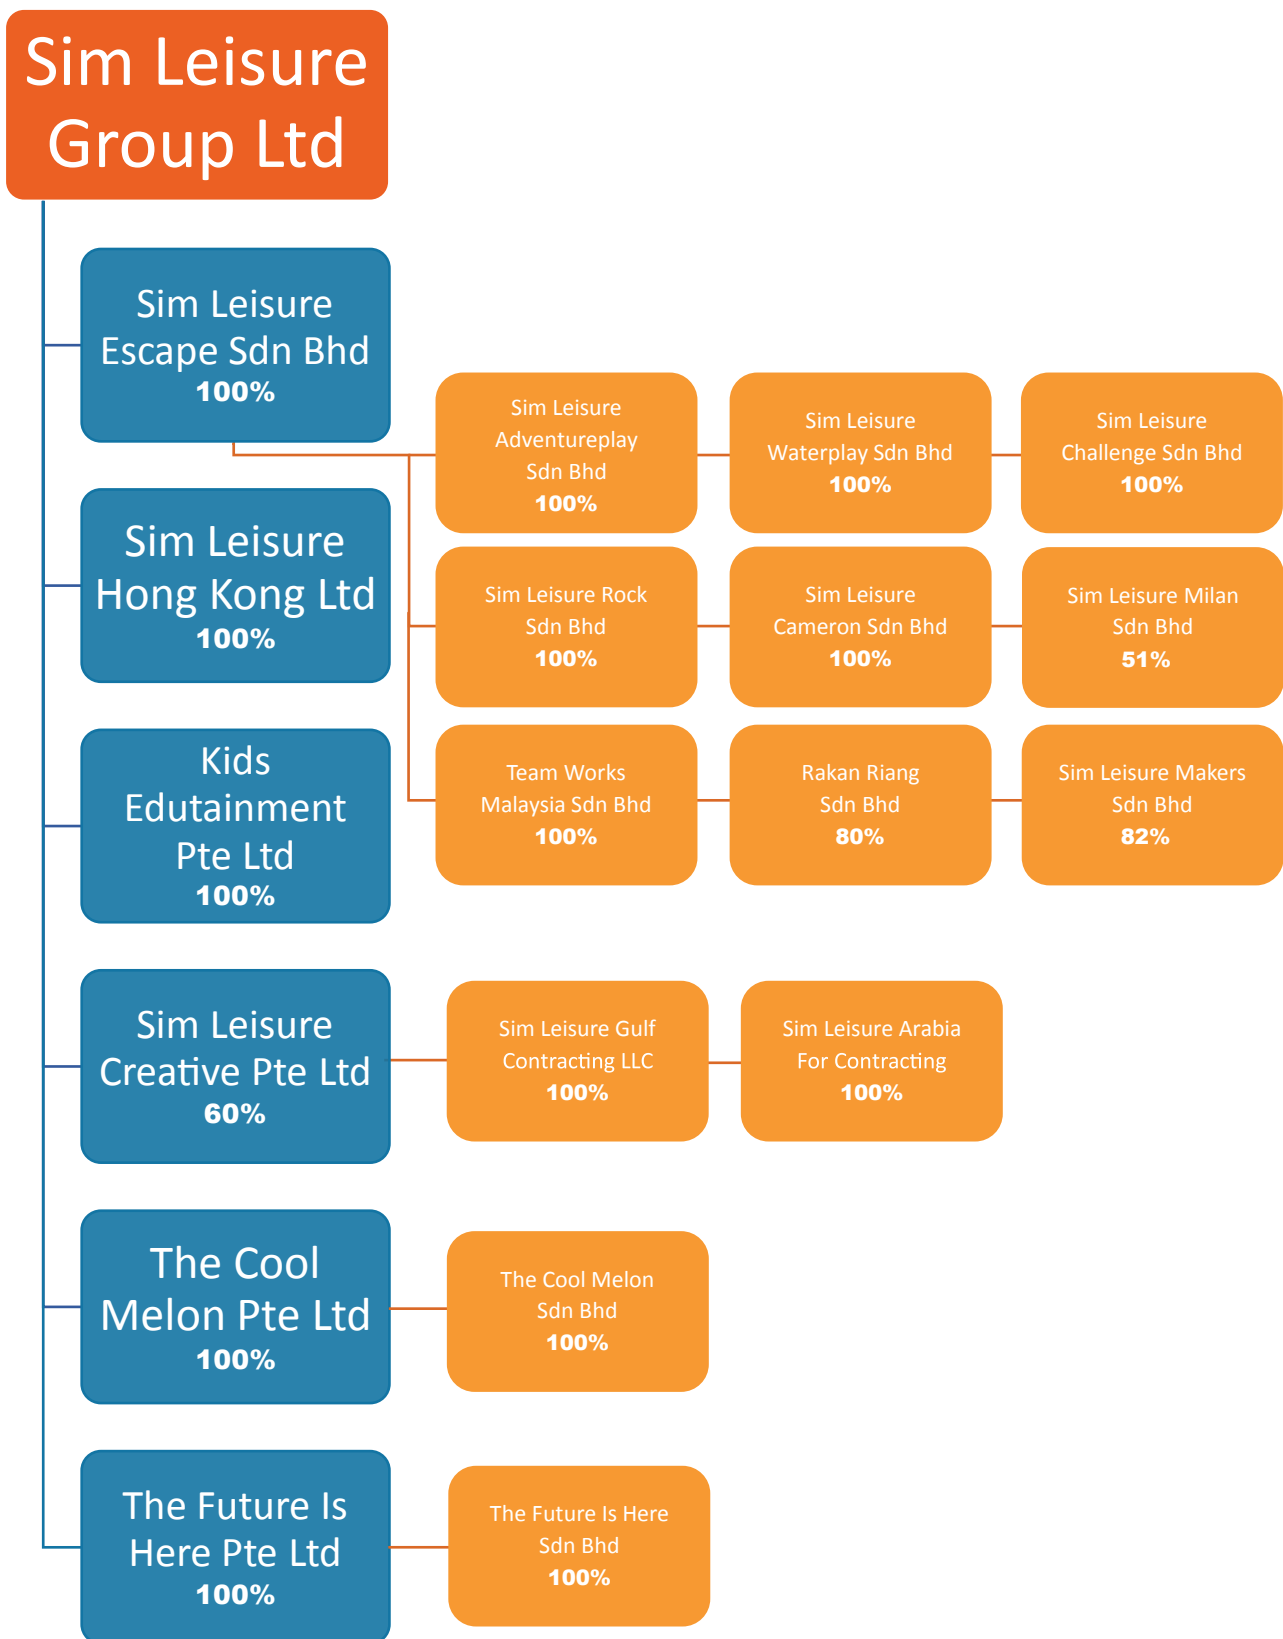 Sim Leisure
Group Ltd
Sim Leisure
Escape Sdn Bhd
100%
Sim Leisure
Adventureplay
Sdn Bhd
100%
Sim Leisure
Waterplay Sdn Bhd
100%
Sim Leisure
Challenge Sdn Bhd
100%
Sim Leisure
Hong Kong Ltd
100%
Sim Leisure Rock
Sdn Bhd
100%
Sim Leisure
Cameron Sdn Bhd
100%
Sim Leisure Milan
Sdn Bhd
51%
Kids
Edutainment
Pte Ltd
100%
Team Works
Malaysia Sdn Bhd
100%
Rakan Riang
Sdn Bhd
80%
Sim Leisure Makers
Sdn Bhd
82%
Sim Leisure
Creative Pte Ltd
60%
Sim Leisure Gulf
Contracting LLC
100%
Sim Leisure Arabia
For Contracting
100%
The Cool
Melon Pte Ltd
100%
The Cool Melon
Sdn Bhd
100%
The Future Is
Here Pte Ltd
100%
The Future Is Here
Sdn Bhd
100%